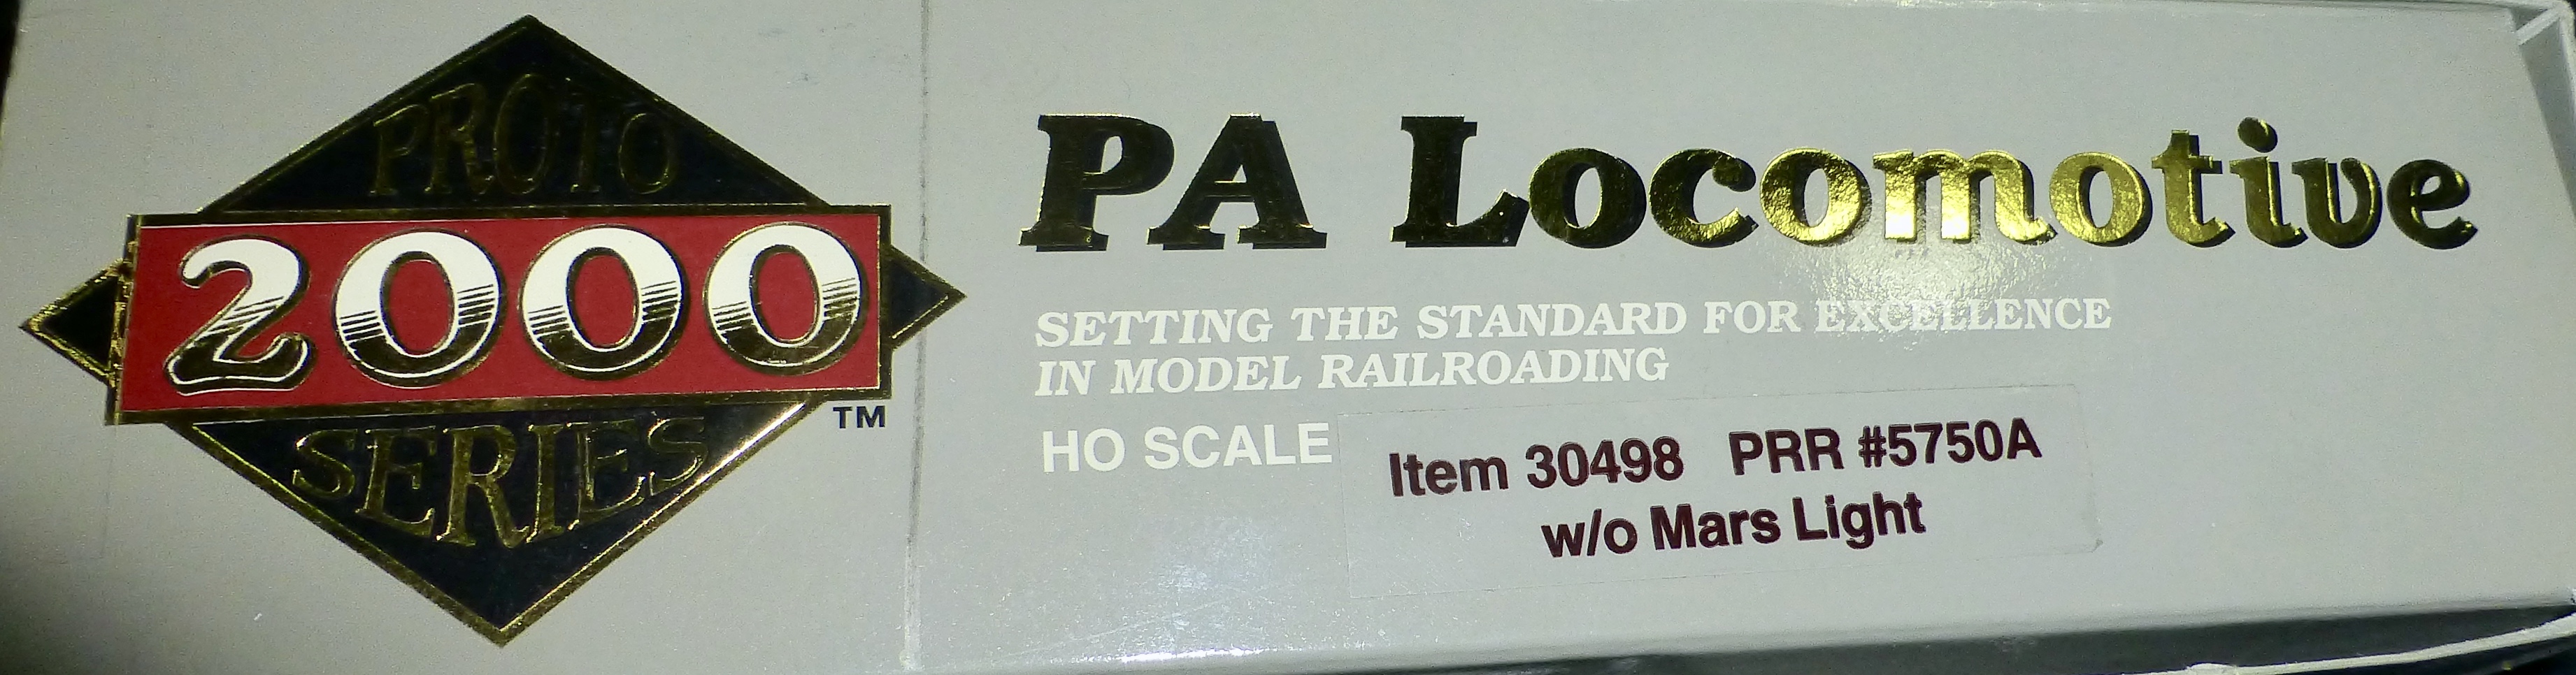 PROTO
2000
SERIES
TM
PA Locomotive
SETTING THE STANDARD FOR EXCELLENCE
IN MODEL RAILROADING
HO SCALE
Item 30498 PRR #5750A
w/o Mars Light